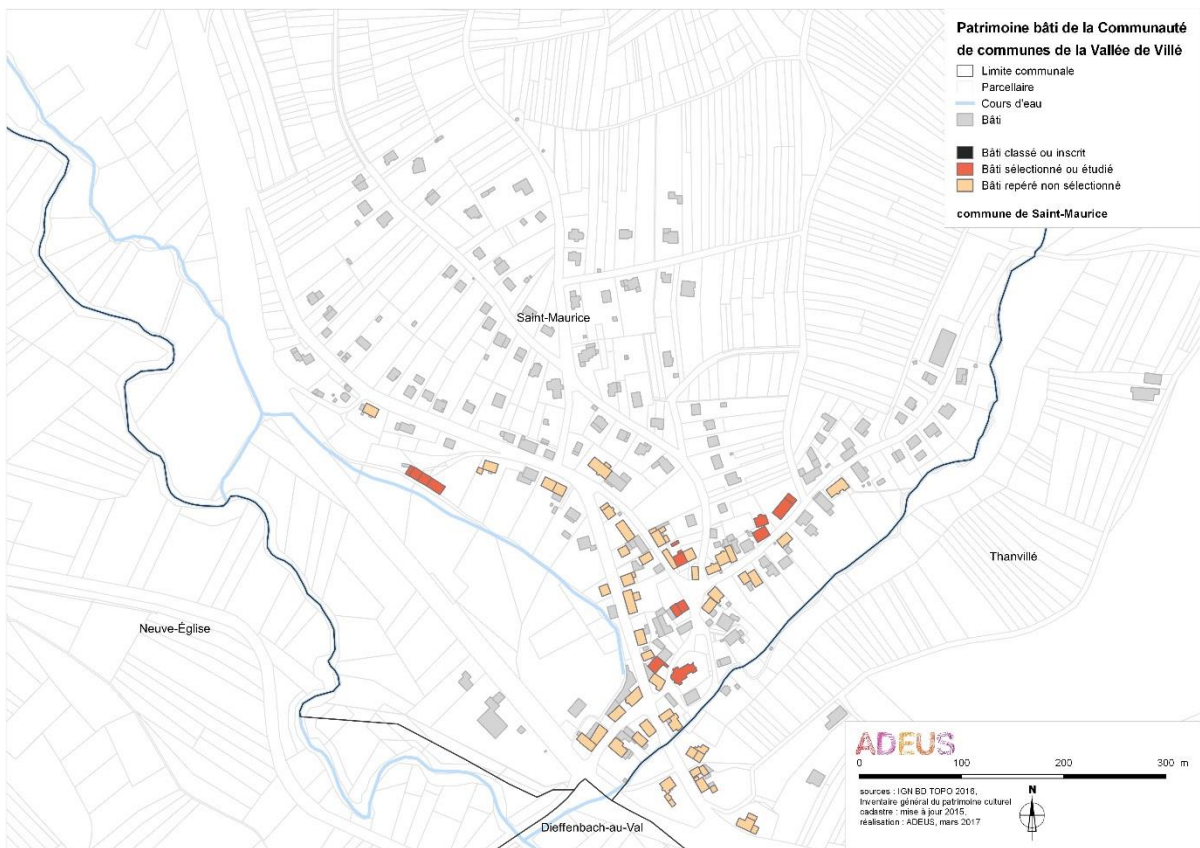 Patrimoine bâti de la Communauté
de communes de la Vallée de Villé
Limite communale
Parcellaire
Cours d'eau
Bâti
Bâti classé ou inscrit
Bâti sélectionné ou étudié
Bâti repéré non sélectionné
commune de Saint-Maurice
Saint-Maurice
Thanvillé
Neuve-Église
Dieffenbach-au-Val
ADEUS
0 100 200 300 m
sources : IGN BD TOPO 2016,
Inventaire général du patrimoine culturel
cadastre : mise à jour 2015,
réalisation : ADEUS, mars 2017
N